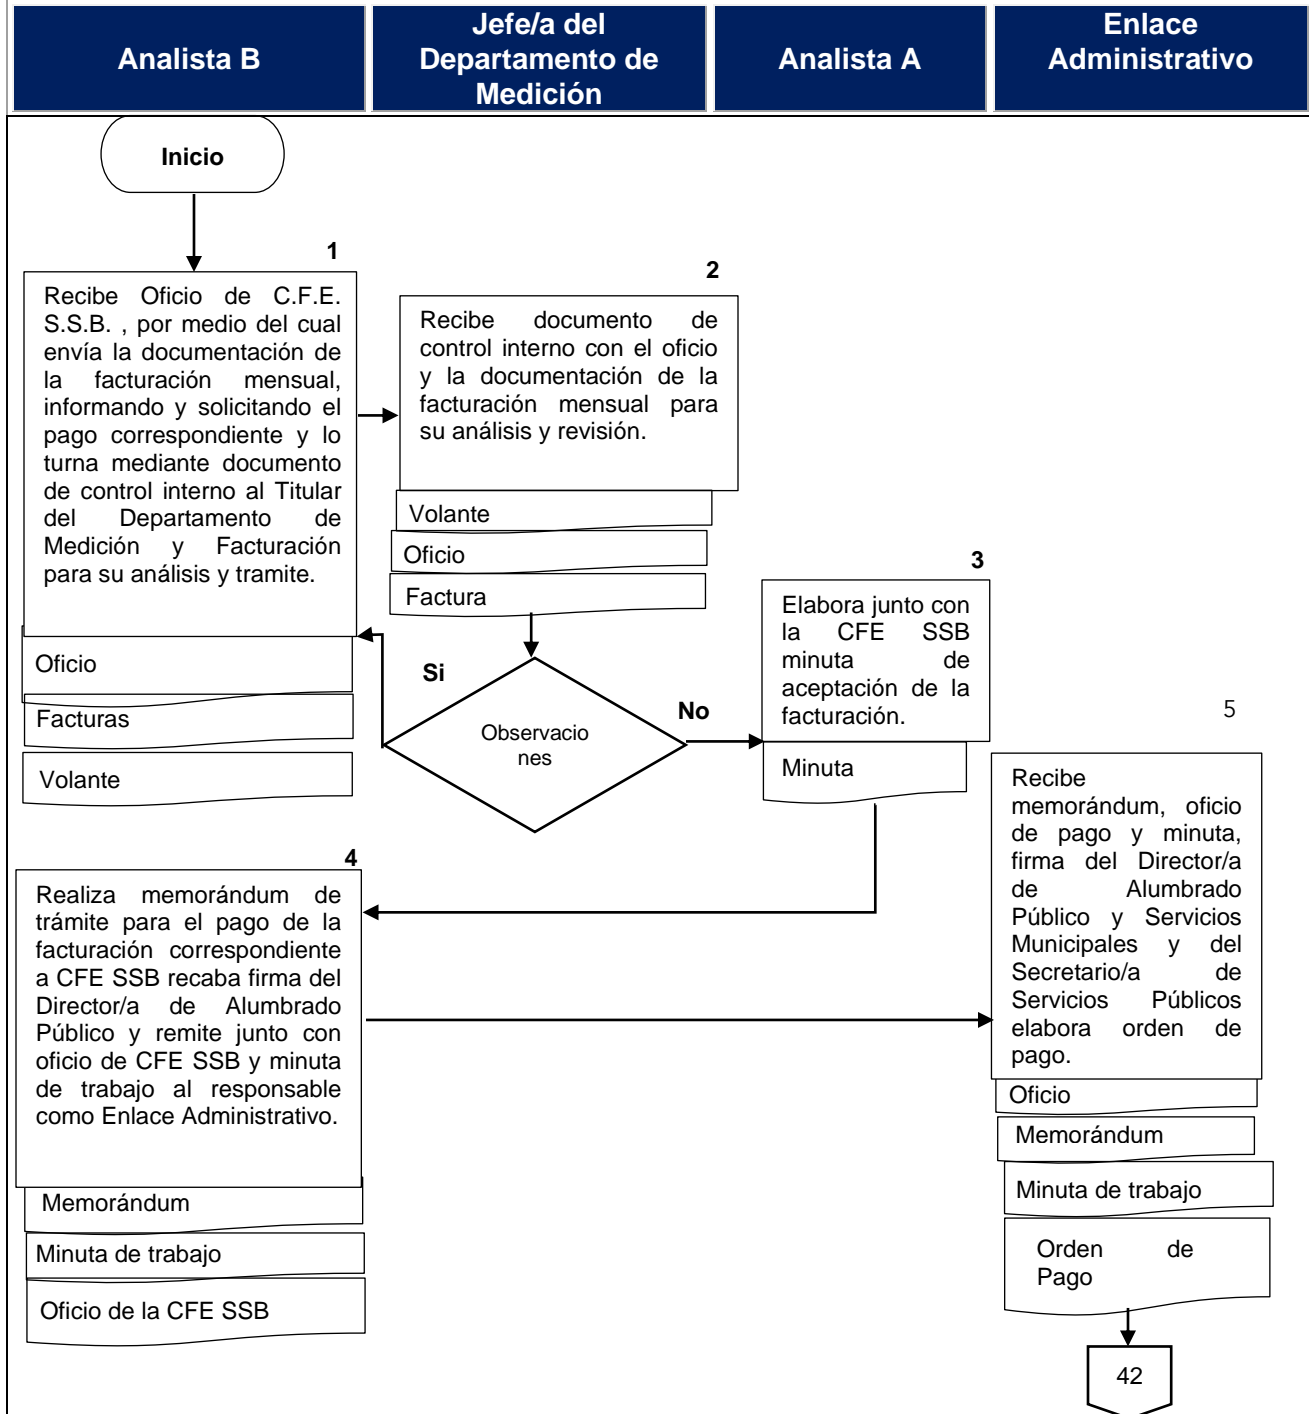 Analista B
Jefe/a del
Departamento de
Medición
Analista A
Enlace
Administrativo
Inicio
1
Recibe Oficio de C.F.E.
S.S.B. , por medio del cual
envía la documentación de
la facturación mensual,
informando y solicitando el
pago correspondiente y lo
turna mediante documento
de control interno al Titular
del Departamento de
Medición y Facturación
para su análisis y tramite.
Oficio
Facturas
Volante
2
Recibe documento de
control interno con el oficio
y la documentación de la
facturación mensual para
su análisis y revisión.
Volante
Oficio
Factura
Si
Observacio
nes
No
3
Elabora junto con
la CFE SSB
minuta de
aceptación de la
facturación.
Minuta
4
Realiza memorándum de
trámite para el pago de la
facturación correspondiente
a CFE SSB recaba firma del
Director/a de Alumbrado
Público y remite junto con
oficio de CFE SSB y minuta
de trabajo al responsable
como Enlace Administrativo.
Memorándum
Minuta de trabajo
Oficio de la CFE SSB
5
Recibe
memorándum, oficio
de pago y minuta,
firma del Director/a
de Alumbrado
Público y Servicios
Municipales y del
Secretario/a de
Servicios Públicos
elabora orden de
pago.
Oficio
Memorándum
Minuta de trabajo
Orden de
Pago
42